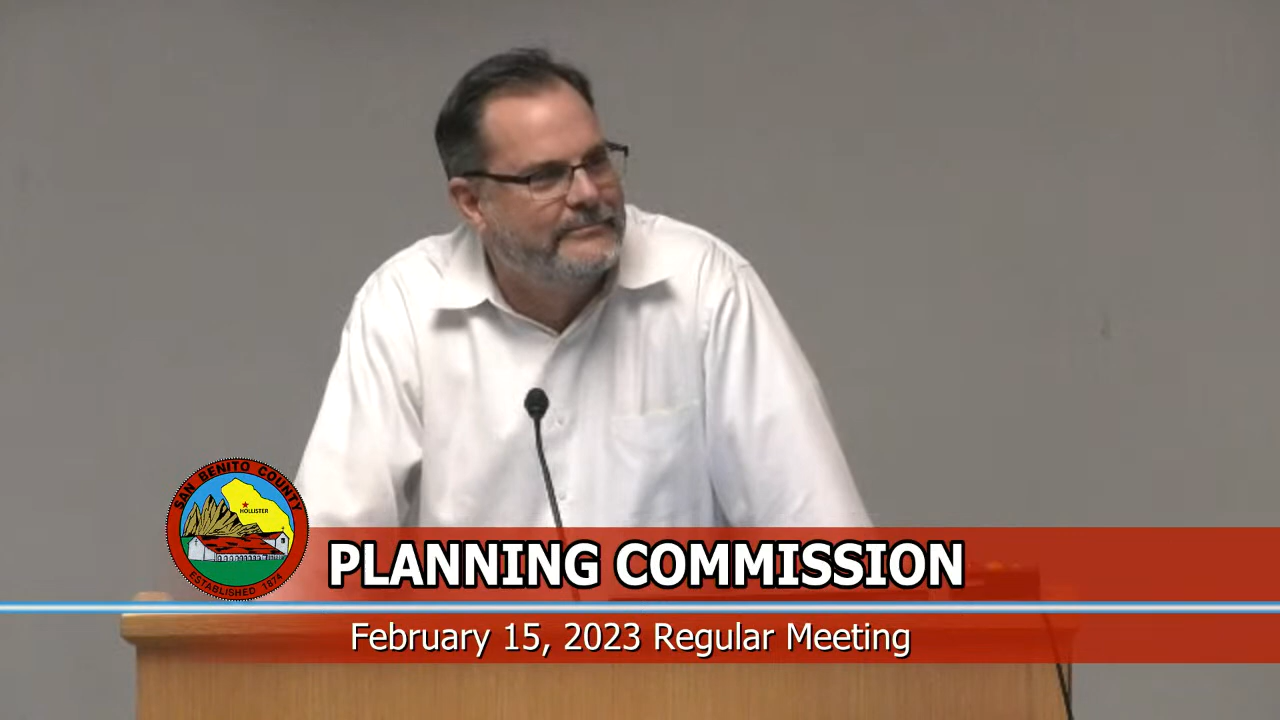 SAN BENITO COUNTY
HOLLISTER
ESTABLISHED 1874
PLANNING COMMISSION
February 15, 2023 Regular Meeting